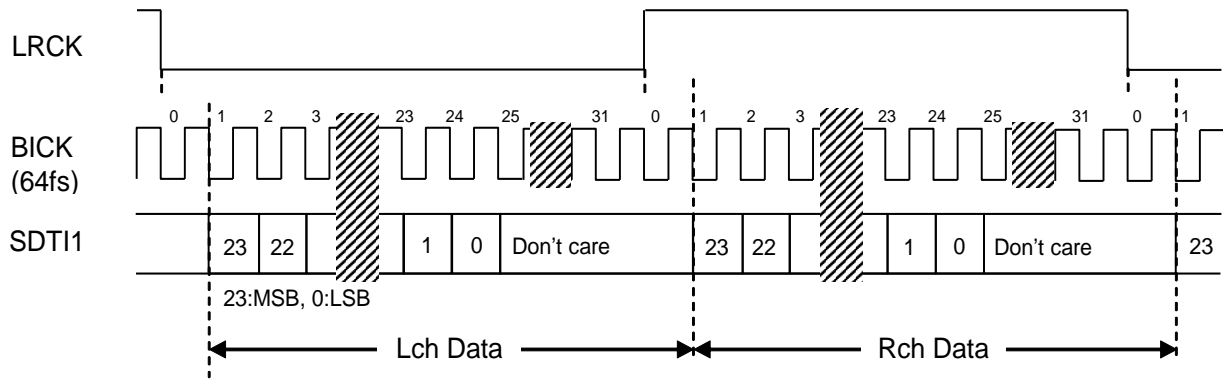 LRCK
0 1 2 3 23 24 25 31 0 1 2 3 23 24 25 31 0 1
BICK
(64fs)
SDTI1
23 22 1 0 Don't care 23 22 1 0 Don't care 23
23:MSB, 0:LSB
Lch Data Rch Data